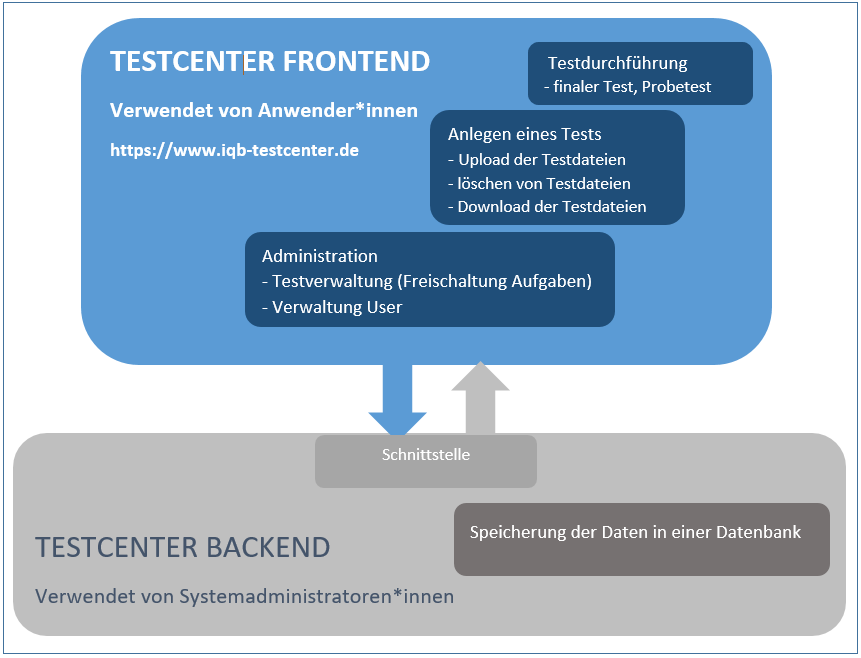 TESTCENTER FRONTEND
Verwendet von Anwender*innen
https://www.iqb-testcenter.de
Testdurchführung
- finaler Test, Probetest
Anlegen eines Tests
- Upload der Testdateien
- löschen von Testdateien
- Download der Testdateien
Administration
- Testverwaltung (Freischaltung Aufgaben)
- Verwaltung User
Schnittstelle
Speicherung der Daten in einer Datenbank
TESTCENTER BACKEND
Verwendet von Systemadministratoren*innen